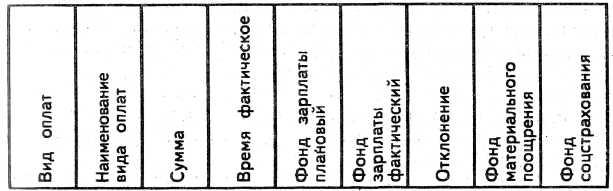 Вид оплат
Наименование
вида оплат
Сумма
Время фактическое
Фонд зарплаты
плановый
Фонд
зарплаты
фактический
Отклонение
Фонд
материального
поощрения
Фонд
соцстрахования